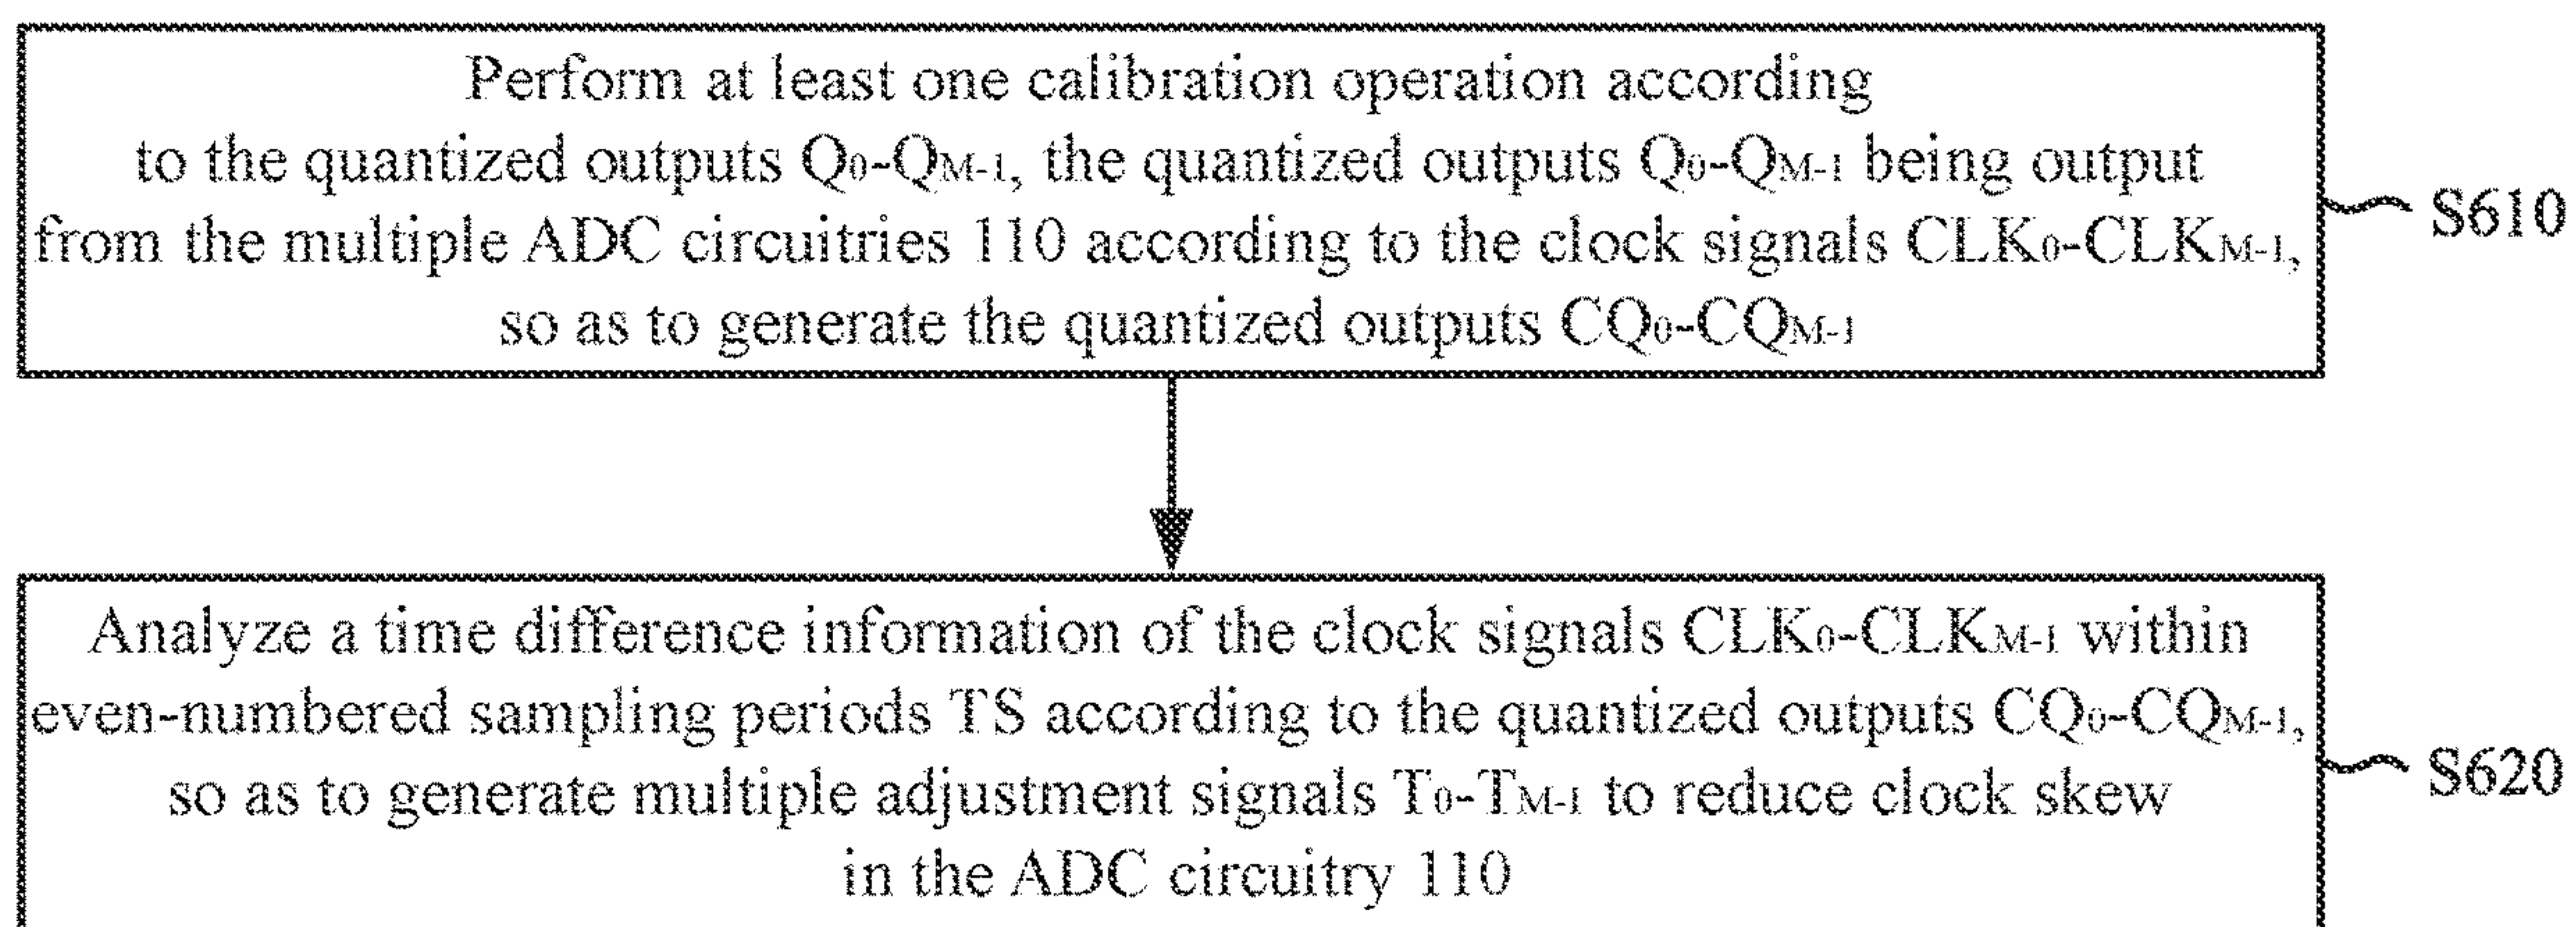 Perform at least one calibration operation according
to the quantized outputs Q0-QM-1, the quantized outputs Q0-QM-1 being output
from the multiple ADC circuitries 110 according to the clock signals CLK0-CLKM-1,
so as to generate the quantized outputs CQ0-CQM-1
S610
Analyze a time difference information of the clock signals CLK0-CLKM-1 within
even-numbered sampling periods TS according to the quantized outputs CQ0-CQM-1,
so as to generate multiple adjustment signals T0-TM-1 to reduce clock skew
in the ADC circuitry 110
S620